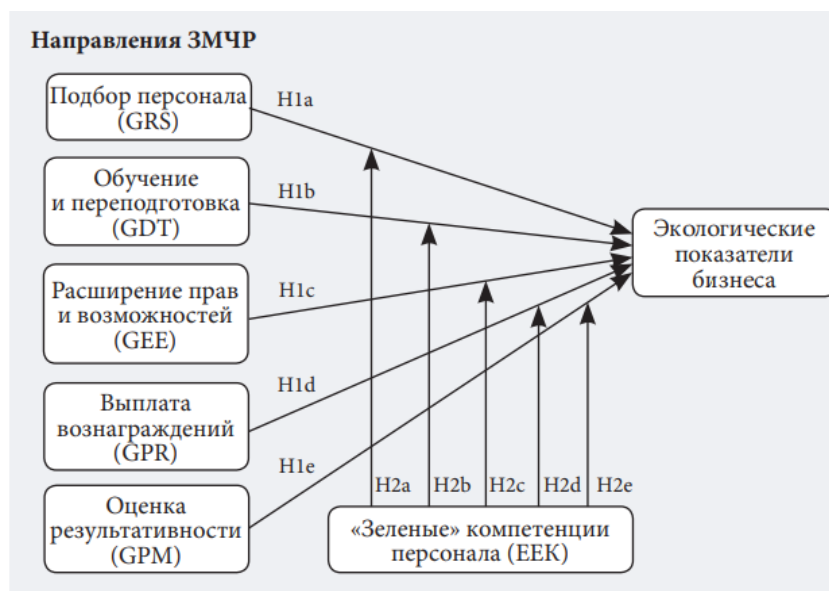 Направления ЗМЧР
Подбор персонала
(GRS)
H1a
Обучение
и переподготовка
(GDT)
H1b
Расширение прав
и возможностей
(GEE)
H1c
Выплата
вознаграждений
(GPR)
H1d
Оценка
результативности
(GPM)
H1e
Экологические
показатели
бизнеса
H2a H2b H2c H2d H2e
«Зеленые» компетенции
персонала (EEK)